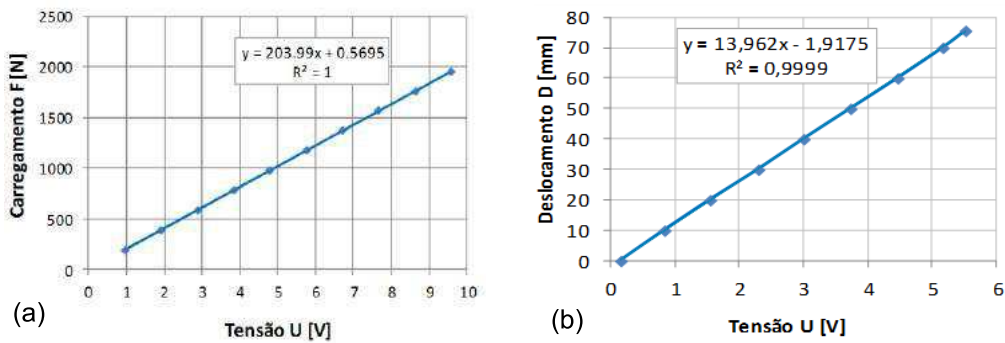 2500
2000
1500
1000
500
0
Carregamento F [N]
y = 203.99x + 0.5695
R² = 1
0 1 2 3 4 5 6 7 8 9 10
Tensão U [V]
(a)
80
70
60
50
40
30
20
10
0
Deslocamento D [mm]
y = 13,962x - 1,9175
R² = 0,9999
0 1 2 3 4 5 6
Tensão U [V]
(b)